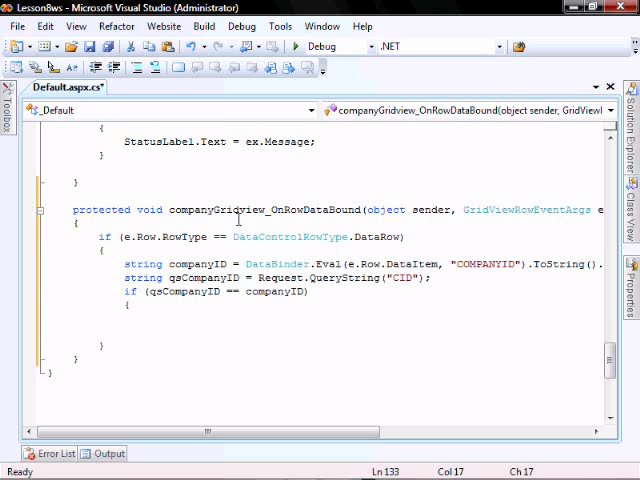 Lesson8ws - Microsoft Visual Studio (Administrator)
File Edit View Refactor Website Build Debug Tools Window Help
Debug .NET
Default.aspx.cs*
_Default companyGridview_OnRowDataBound(object sender, GridViewI
{
StatusLabel.Text = ex.Message;
}
}
protected void companyGridview_OnRowDataBound(object sender, GridViewRowEventArgs e
{
if (e.Row.RowType == DataControlRowType.DataRow)
{
string companyID = DataBinder.Eval(e.Row.DataItem, "COMPANYID").ToString().
string qsCompanyID = Request.QueryString("CID");
if (qsCompanyID == companyID)
{
}
}
}
Toolbox
Solution Explorer
Class View
Properties
Error List Output
Ready Ln 133 Col 17 Ch 17